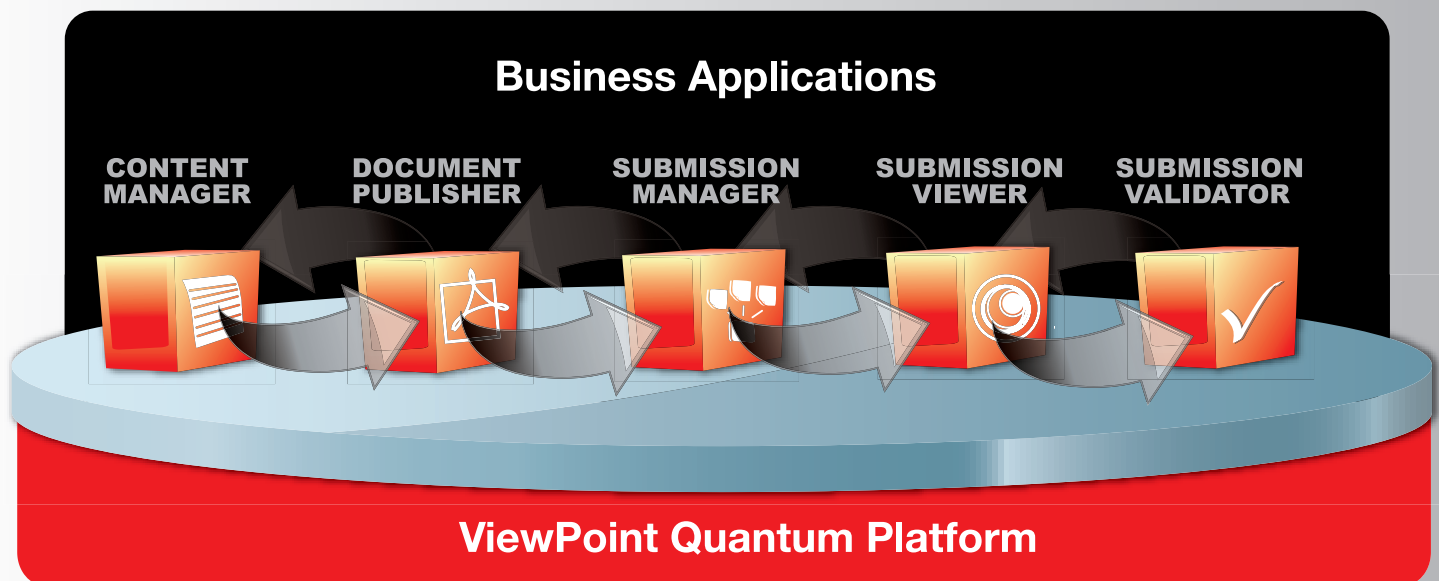 Business Applications
CONTENT
MANAGER
DOCUMENT
PUBLISHER
SUBMISSION
MANAGER
SUBMISSION
VIEWER
SUBMISSION
VALIDATOR
ViewPoint Quantum Platform